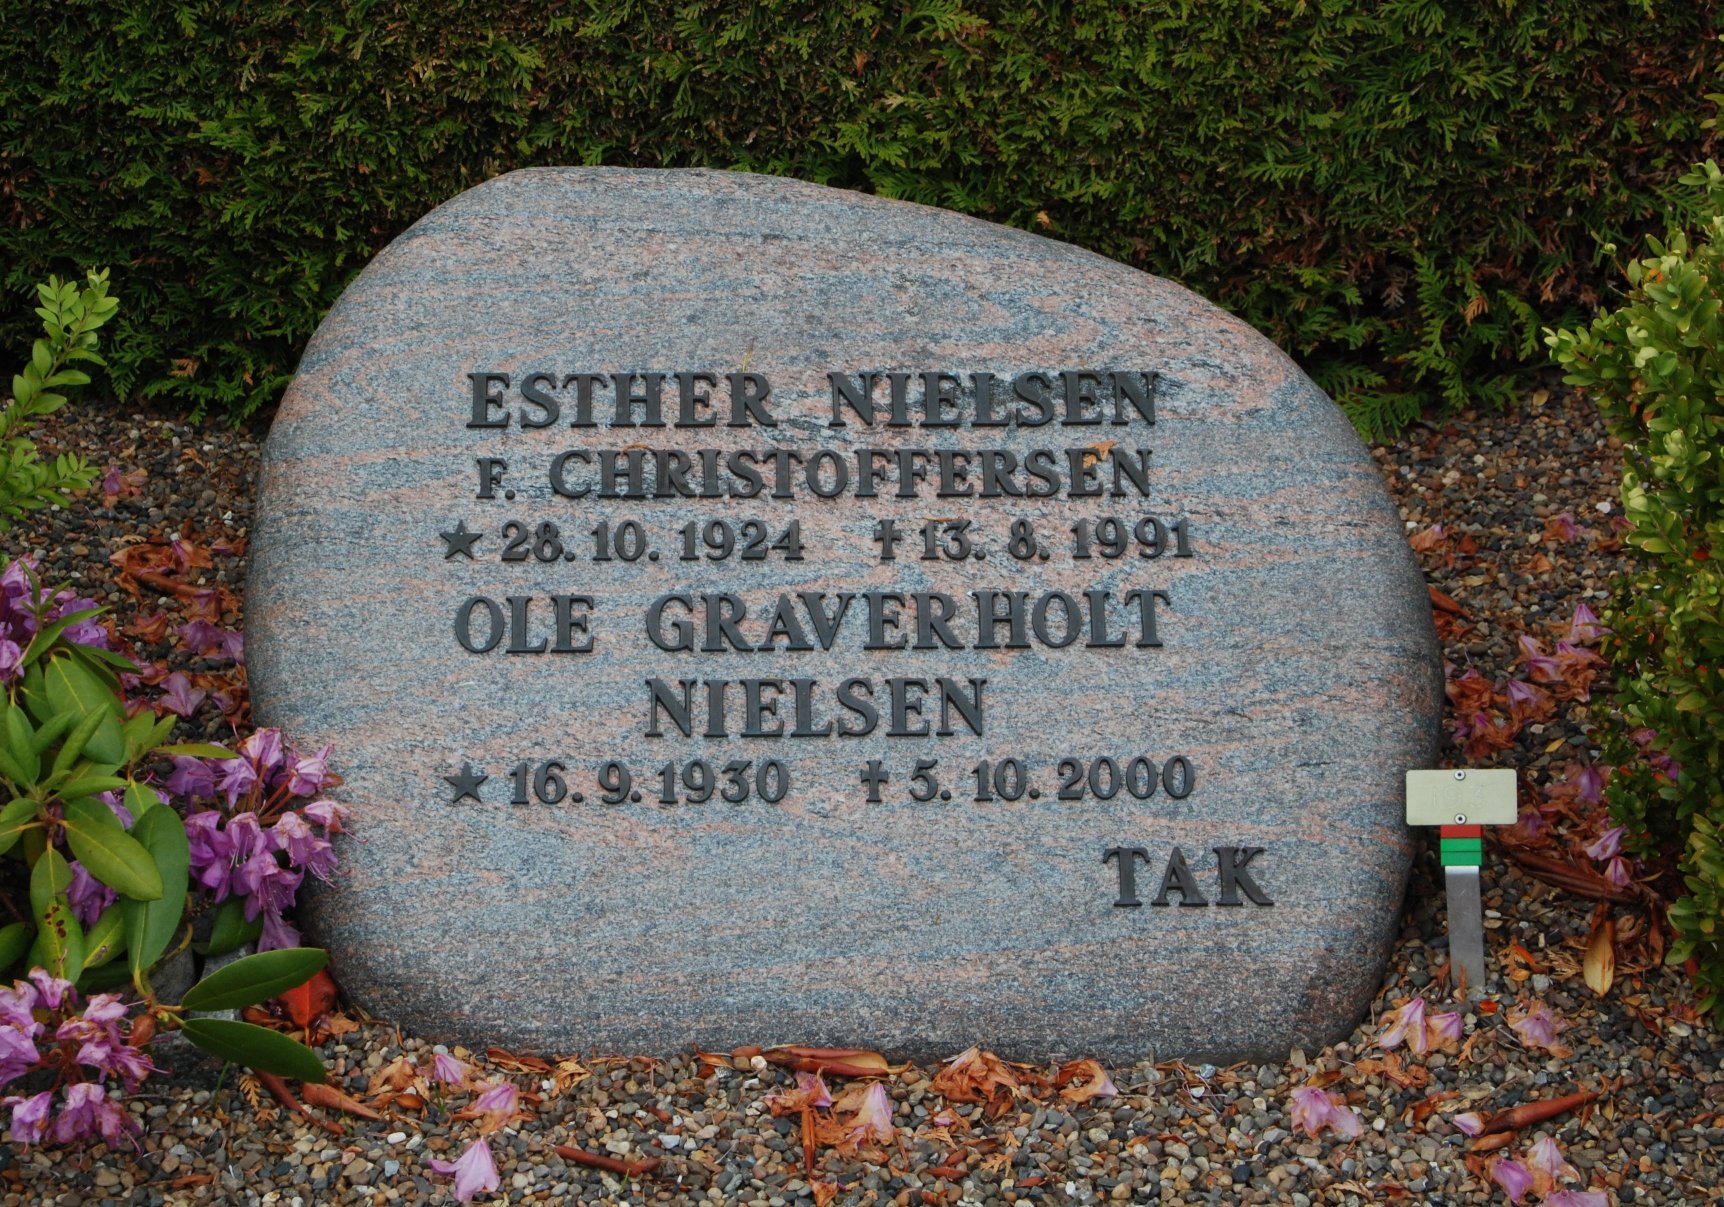 ESTHER NIELSEN
F. CHRISTOFFERSEN
★ 28. 10. 1924 ✝ 13. 8. 1991
OLE GRAVERHOLT
NIELSEN
★ 16. 9. 1930 ✝ 5. 10. 2000
TAK